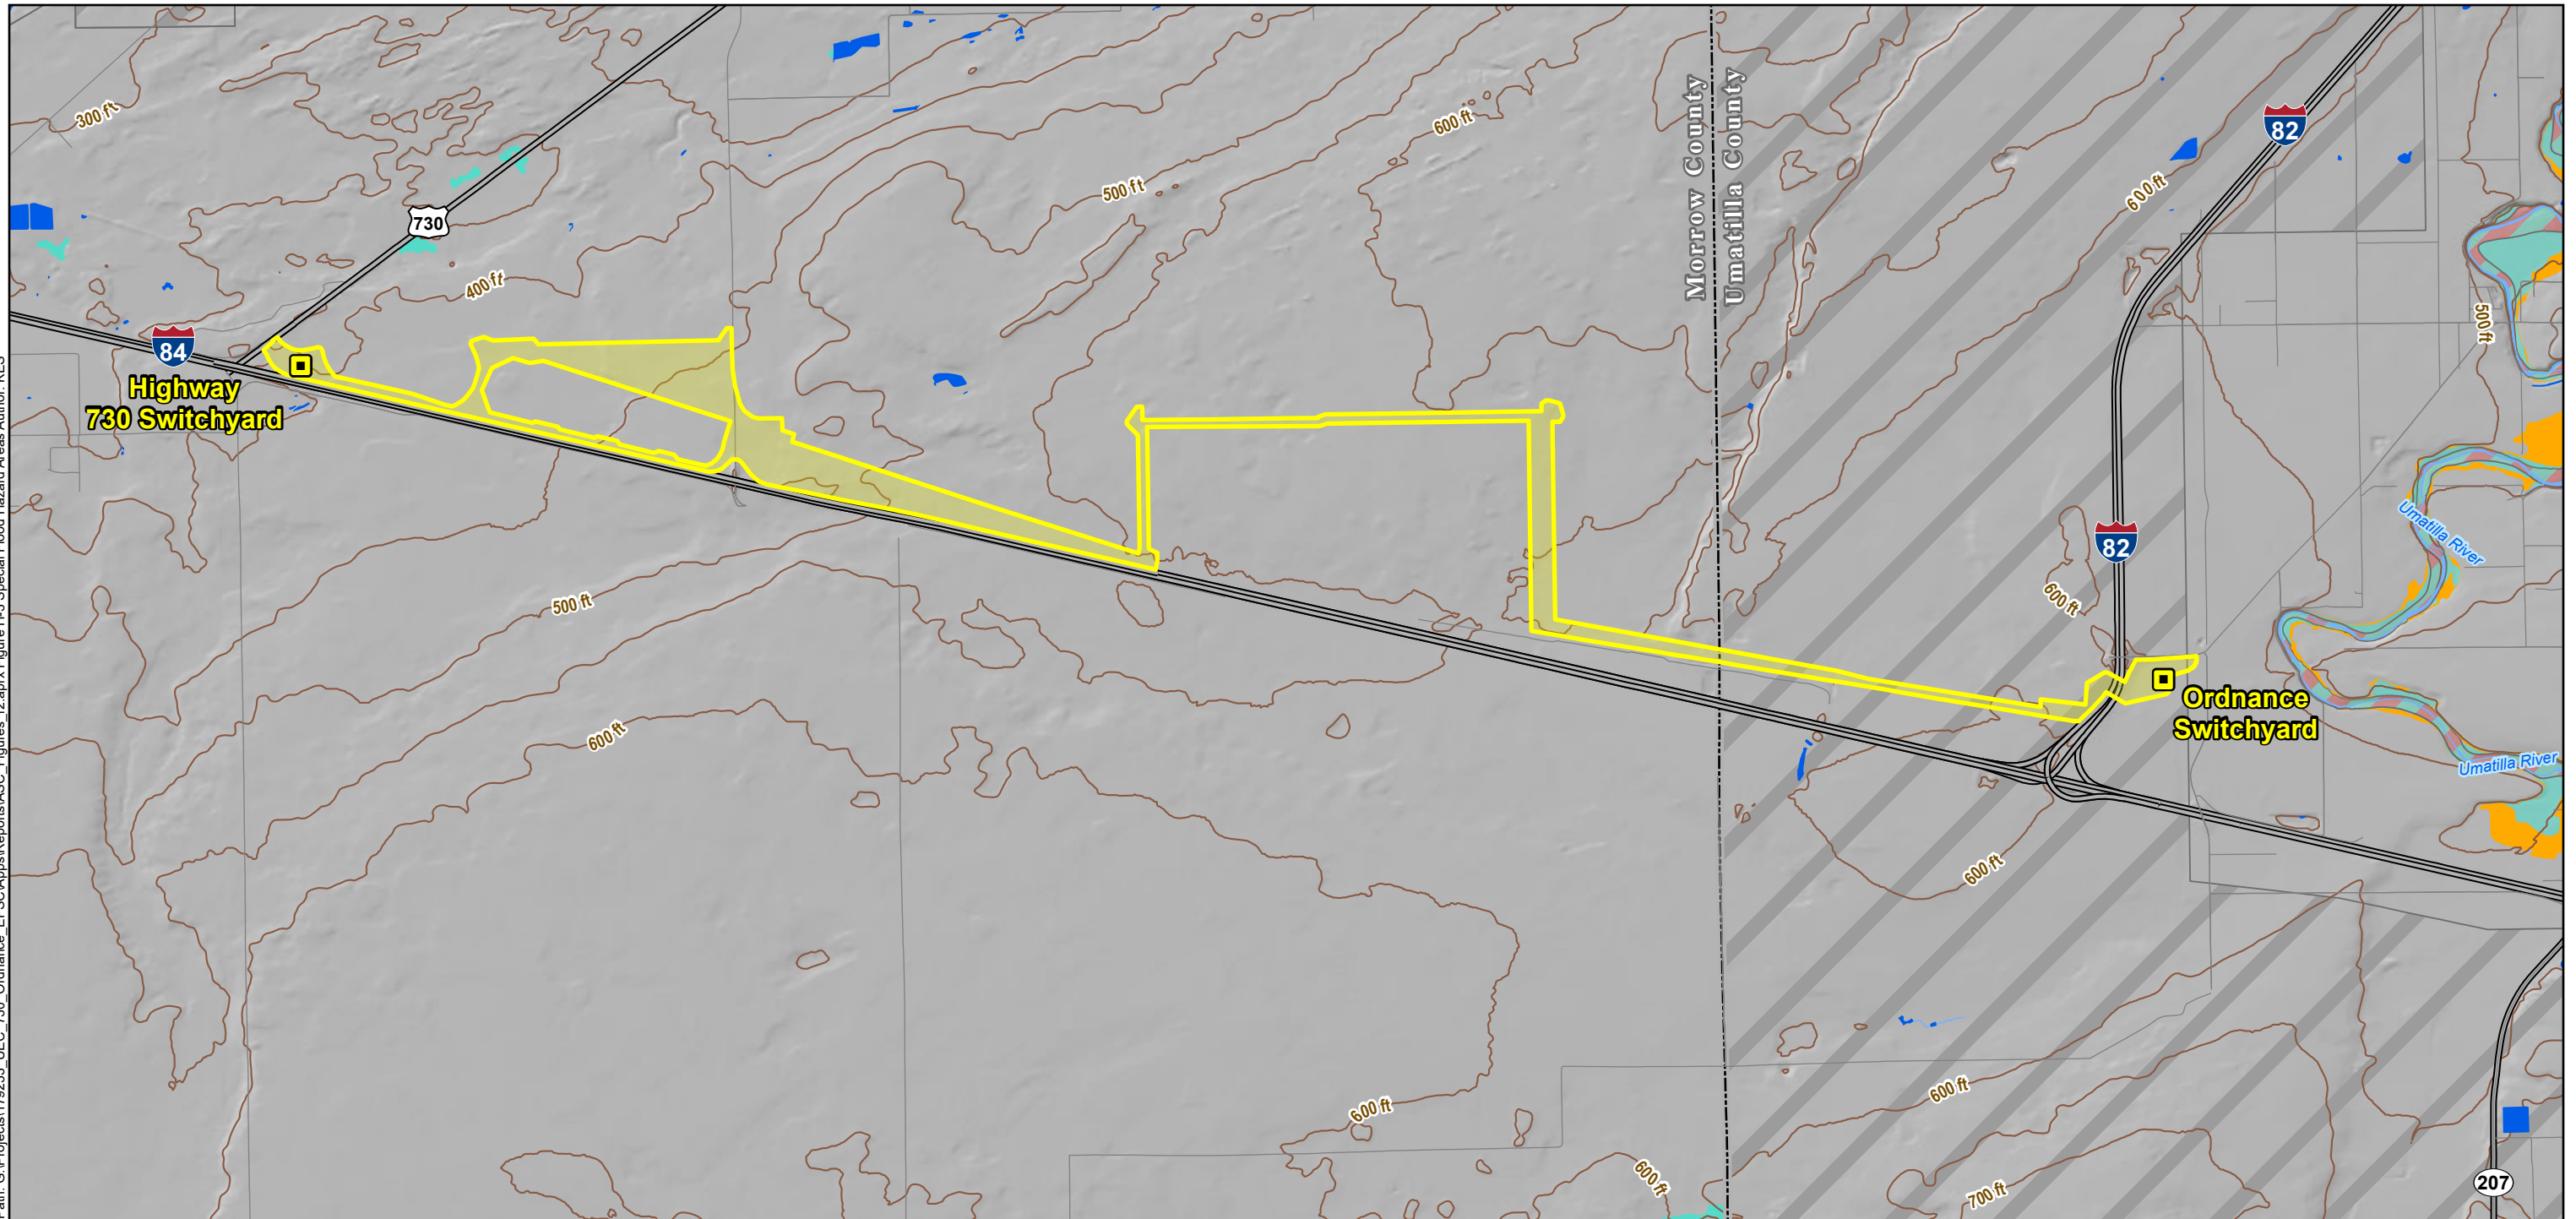 300 ft
730
400 ft
84
Highway
730 Switchyard
500 ft
600 ft
Morrow County
Umatilla County
82
600 ft
500 ft
Umatilla River
82
600 ft
Ordnance
Switchyard
Umatilla River
500 ft
600 ft
600 ft
600 ft
600 ft
600 ft
700 ft
207